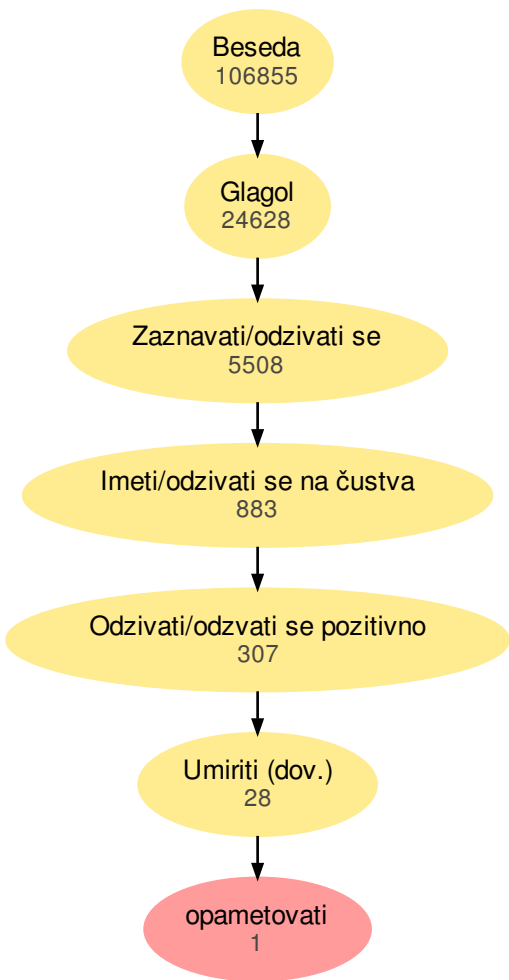 Beseda
106855
Glagol
24628
Zaznavati/odzivati se
5508
Imeti/odzivati se na čustva
883
Odzivati/odzvati se pozitivno
307
Umiriti (dov.)
28
opametovati
1